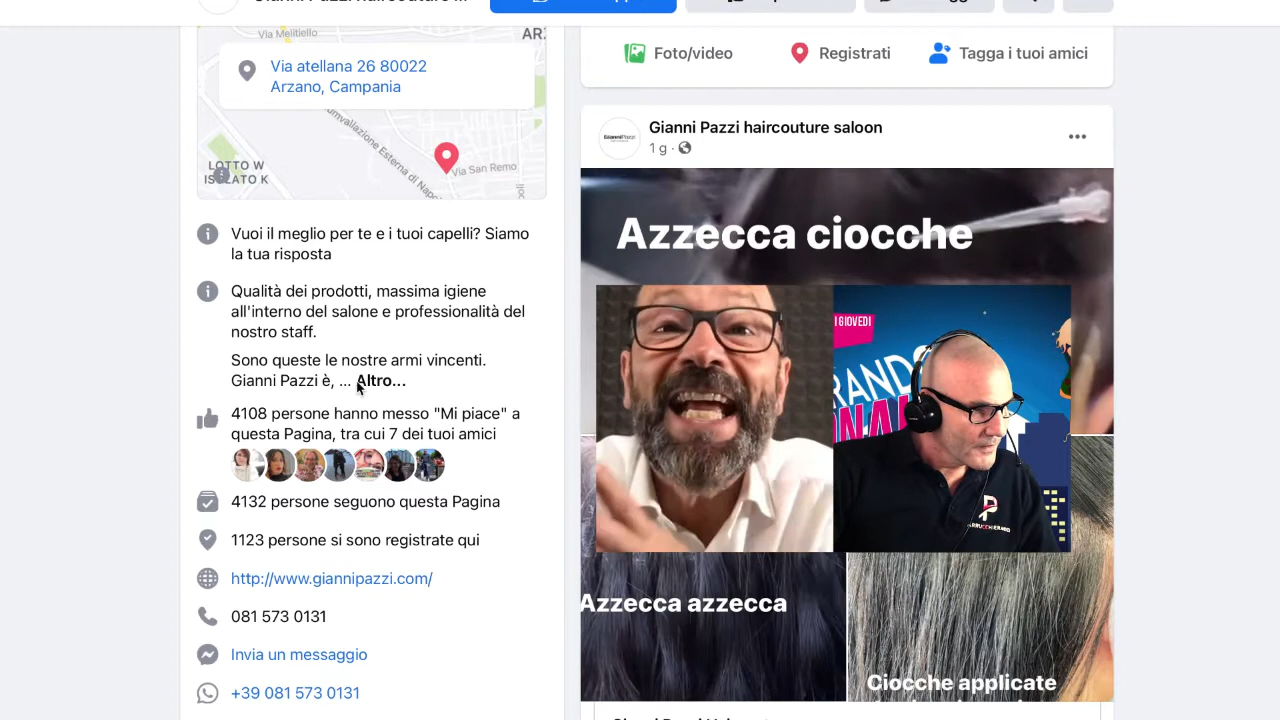 Via Melitiello
Via atellana 26 80022
Arzano, Campania
LOTTO W
Via San Remo
Vuoi il meglio per te e i tuoi capelli? Siamo
la tua risposta
Qualità dei prodotti, massima igiene
all'interno del salone e professionalità del
nostro staff.
Sono queste le nostre armi vincenti.
Gianni Pazzi è, ... Altro...
4108 persone hanno messo "Mi piace" a
questa Pagina, tra cui 7 dei tuoi amici
4132 persone seguono questa Pagina
1123 persone si sono registrate qui
http://www.giannipazzi.com/
081 573 0131
Invia un messaggio
+39 081 573 0131
Foto/video
Registrati
Tagga i tuoi amici
Gianni Pazzi haircouture saloon
1 g ·
Azzecca ciocche
I GIOVEDI
Azzecca azzecca
Ciocche applicate